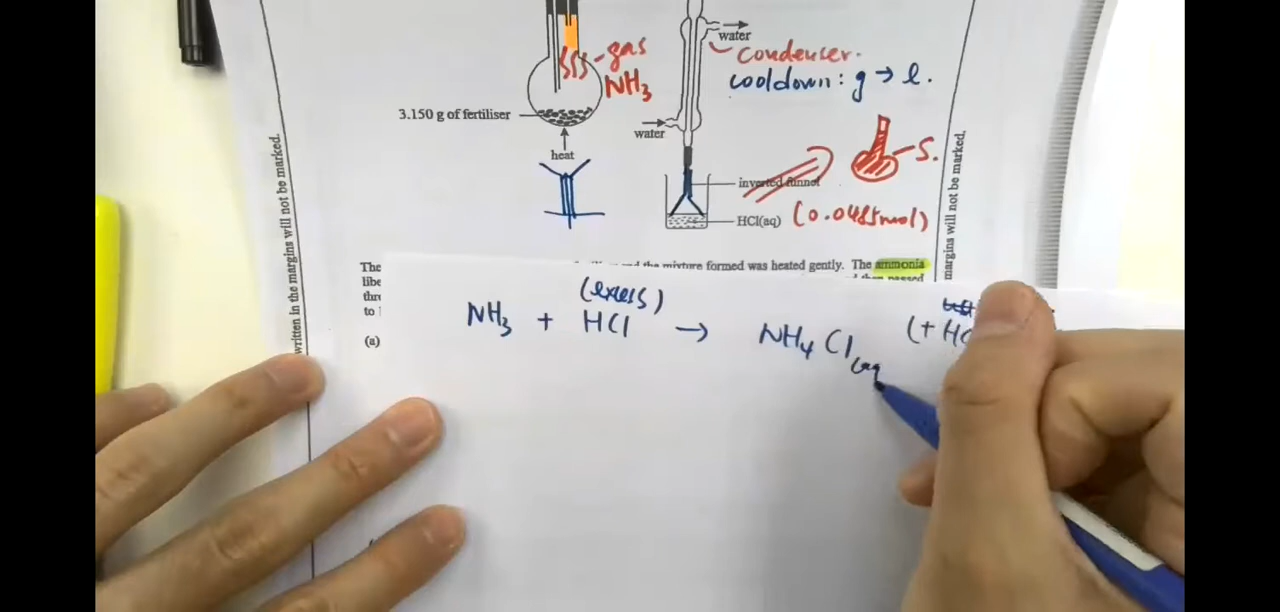 gas
NH3
water
condenser.
cooldown: g → l.
3.150 g of fertiliser
water
heat
S.
inverted funnel
HCl(aq) (0.0485mol)
written in the margins will not be marked.
margins will not be marked.
The and the mixture formed was heated gently. The ammonia
(excess)
NH3 + HCl → NH4Cl(aq
(+ HC
to
(a)